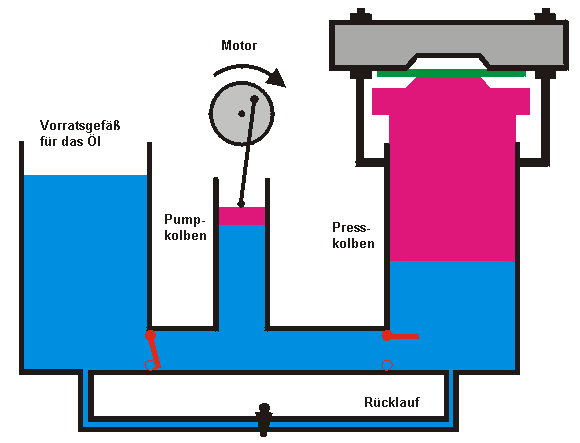 Motor
Vorratsgefäß
für das Öl
Pump-
kolben
Press-
kolben
Rücklauf